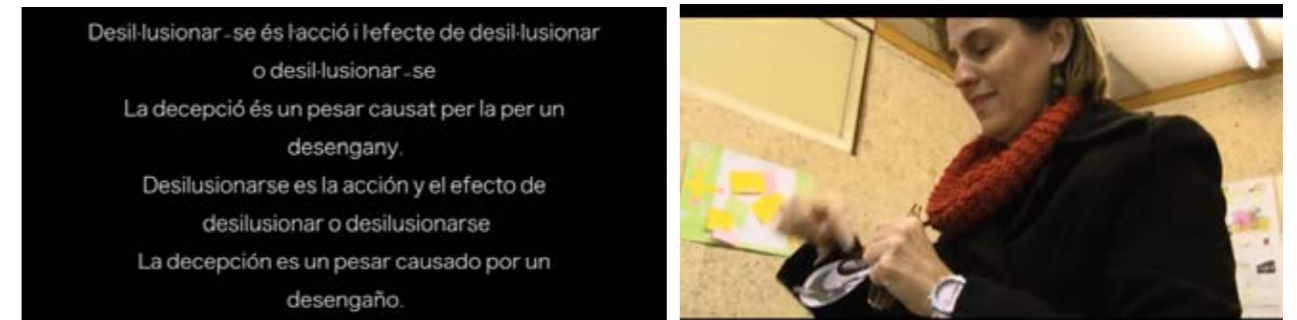 Desil·lusionar-se és l'acció i l'efecte de desil·lusionar
o desil·lusionar-se
La decepció és un pesar causat per la per un
desengany.
Desilusionarse es la acción y el efecto de
desilusionar o desilusionarse
La decepción es un pesar causado por un
desengaño.